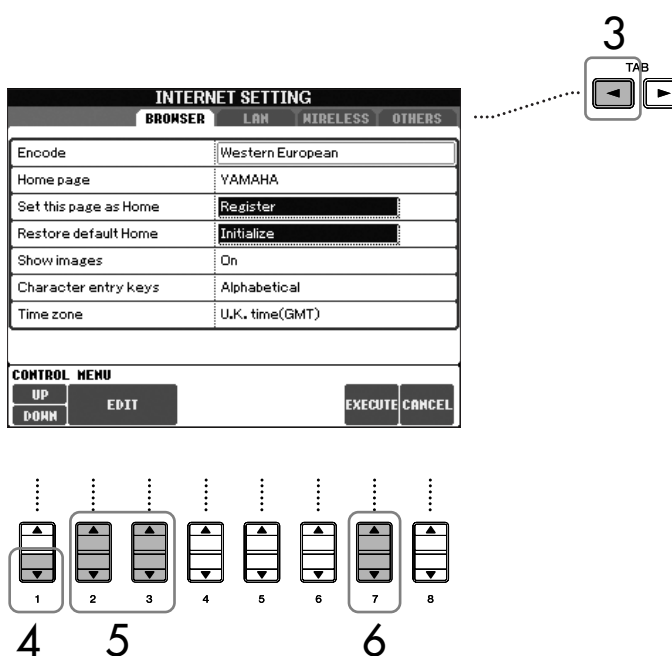 3
TAB
INTERNET SETTING
BROWSER LAN WIRELESS OTHERS
Encode Western European
Home page YAMAHA
Set this page as Home Register
Restore default Home Initialize
Show images On
Character entry keys Alphabetical
Time zone U.K. time(GMT)
CONTROL MENU
UP
DOWN
EDIT
EXECUTE CANCEL
1 2 3 4 5 6 7 8
4 5 6